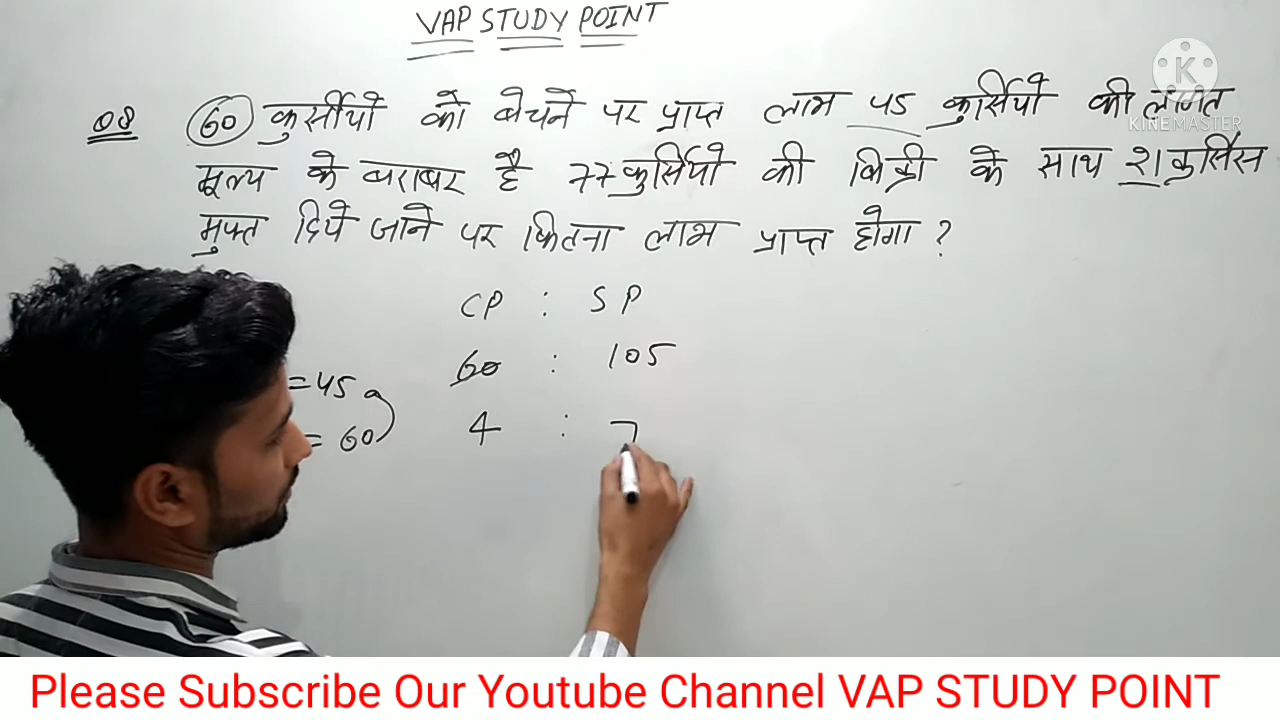 VAP STUDY POINT
08 60 कुर्सीयो को बेचने पर प्राप्त लाभ 45 कुर्सियो की लागत
मूल्य के बराबर है 77 कुर्सियो की बिक्री के साथ 21 कुर्सिस
मुफ्त दिये जाने पर कितना लाभ प्राप्त होगा ?
CP : SP
60 : 105
= 45
4 : 7
= 60
KINEMASTER
Please Subscribe Our Youtube Channel VAP STUDY POINT